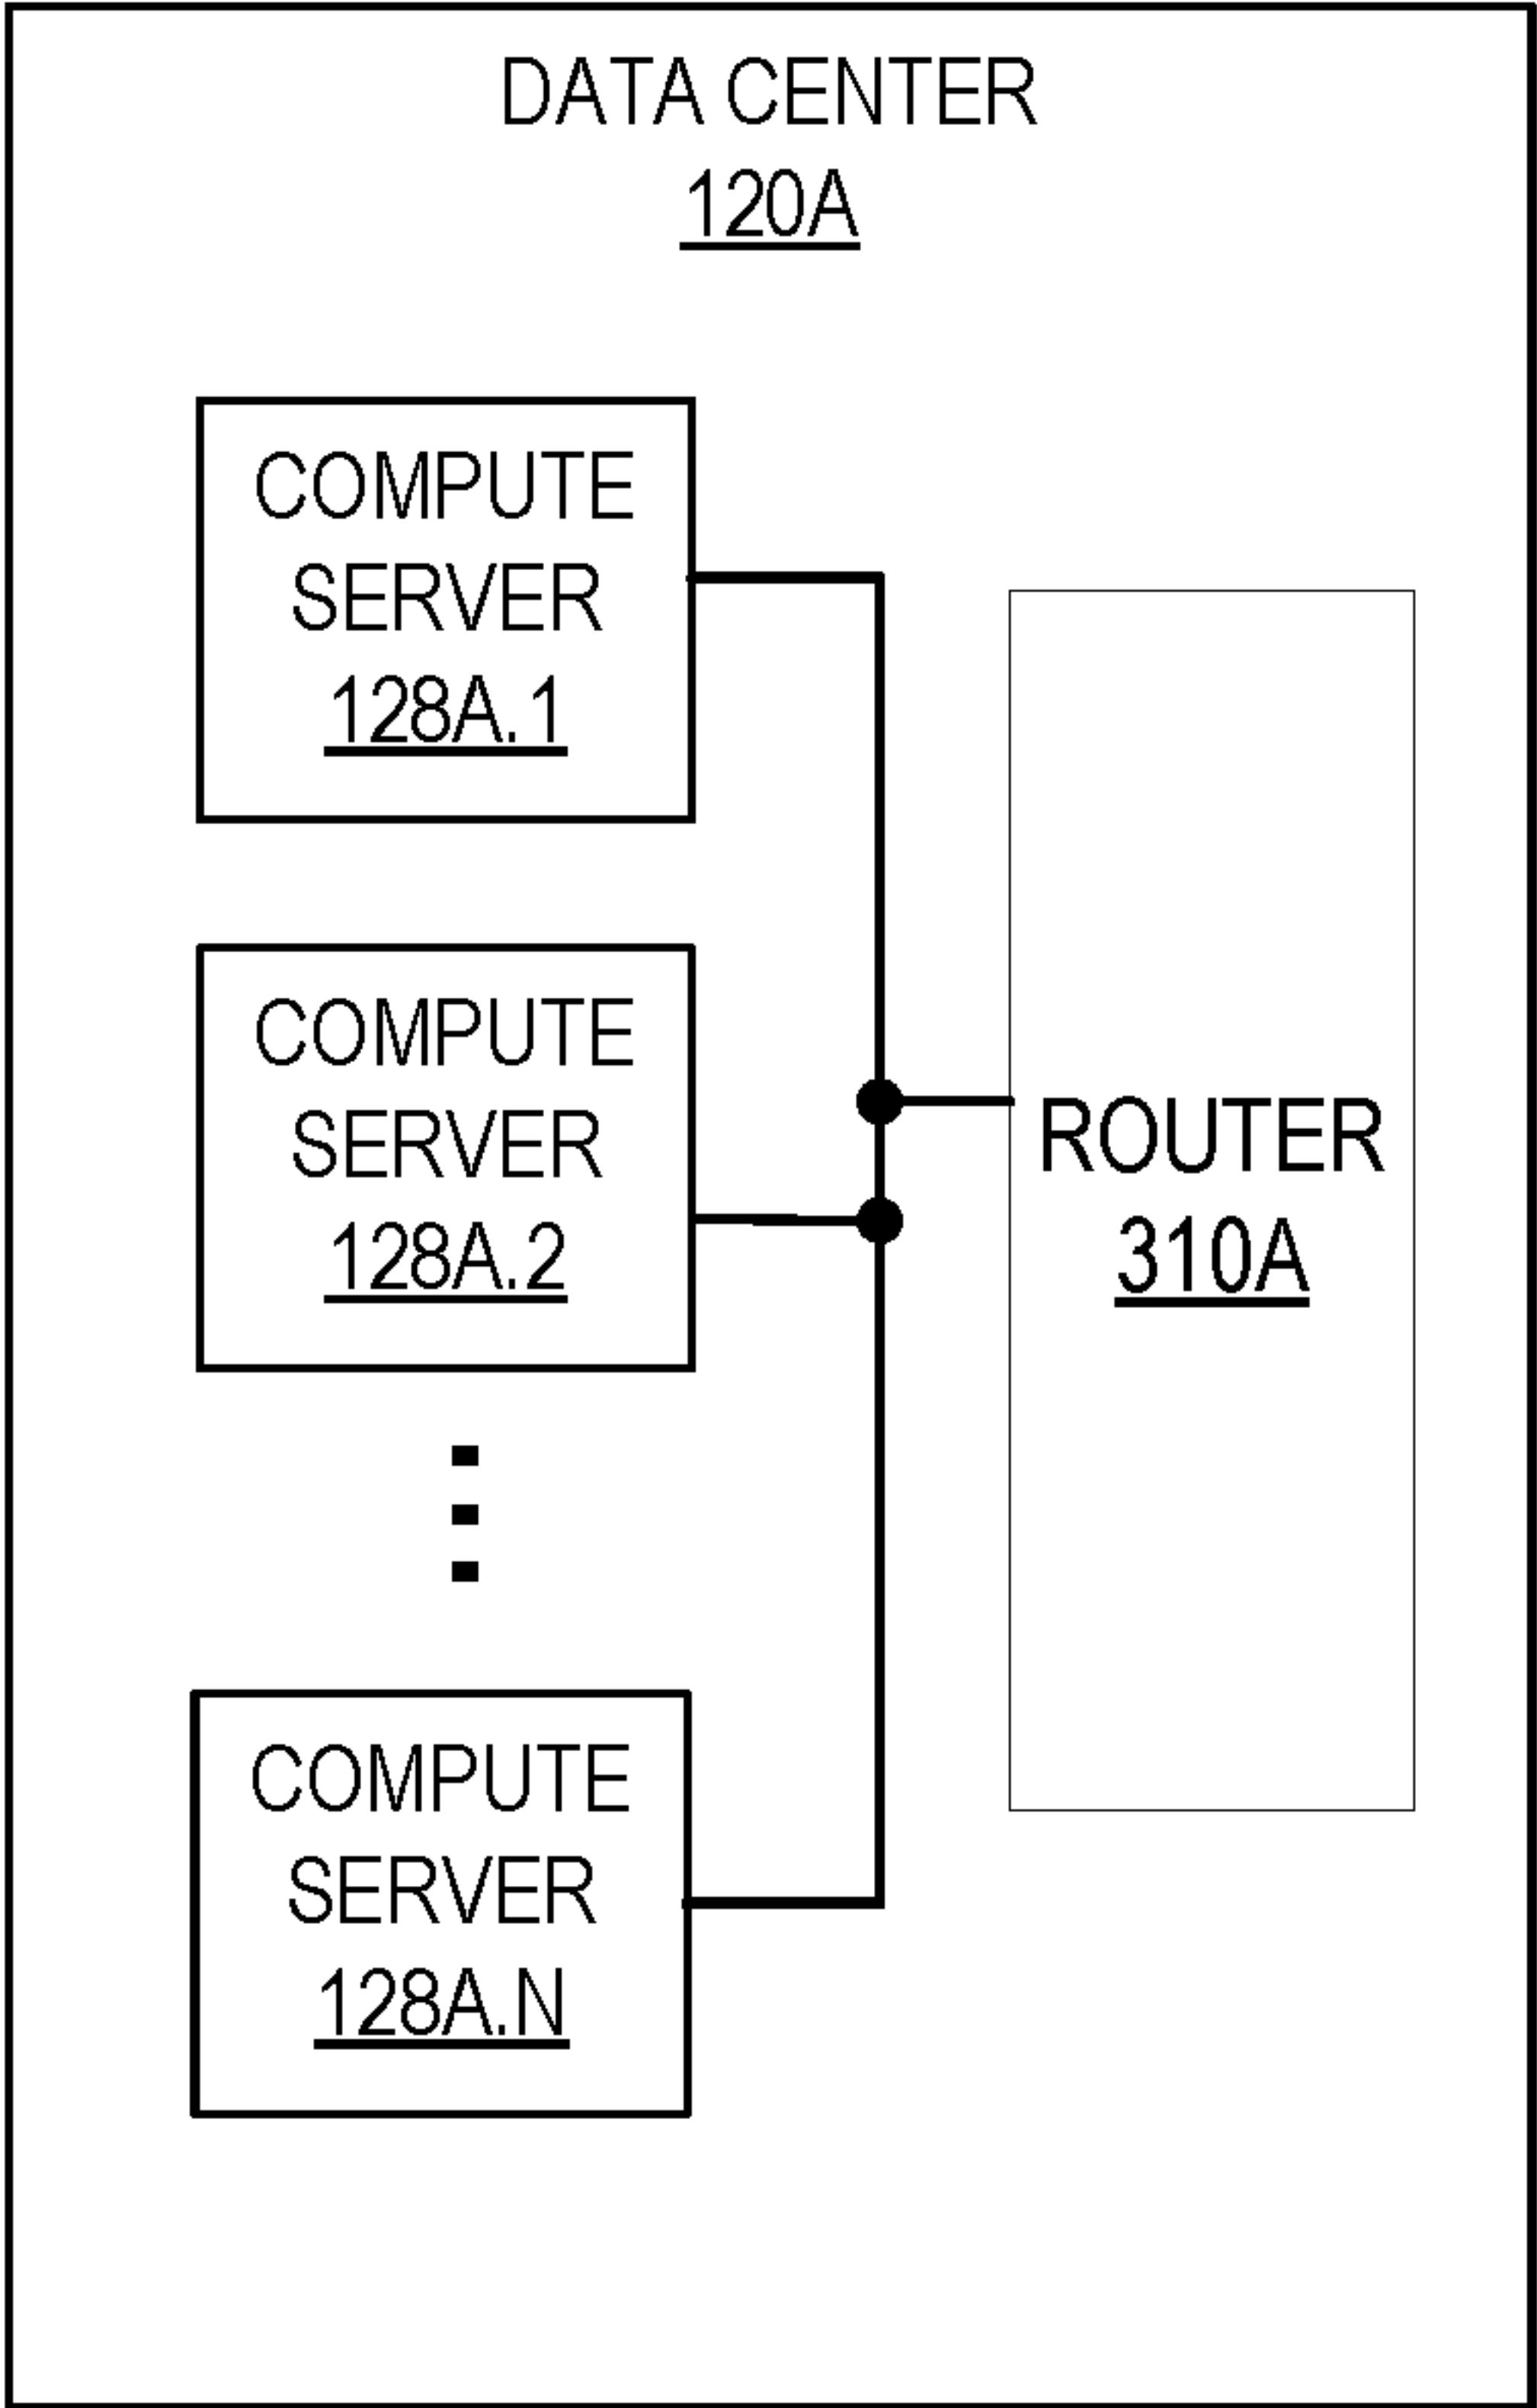 DATA CENTER
120A
COMPUTE
SERVER
128A.1
COMPUTE
SERVER
128A.2
ROUTER
310A
COMPUTE
SERVER
128A.N